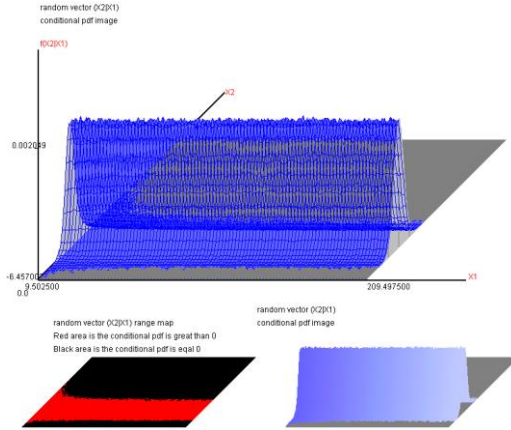 random vector (X2|X1)
conditional pdf image
f(X2|X1)
X2
0.002049
-6.45700
9.502500
0.0
209.497500
X1
random vector (X2|X1) range map
Red area is the conditional pdf is great than 0
Black area is the conditional pdf is eqal 0
random vector (X2|X1)
conditional pdf image